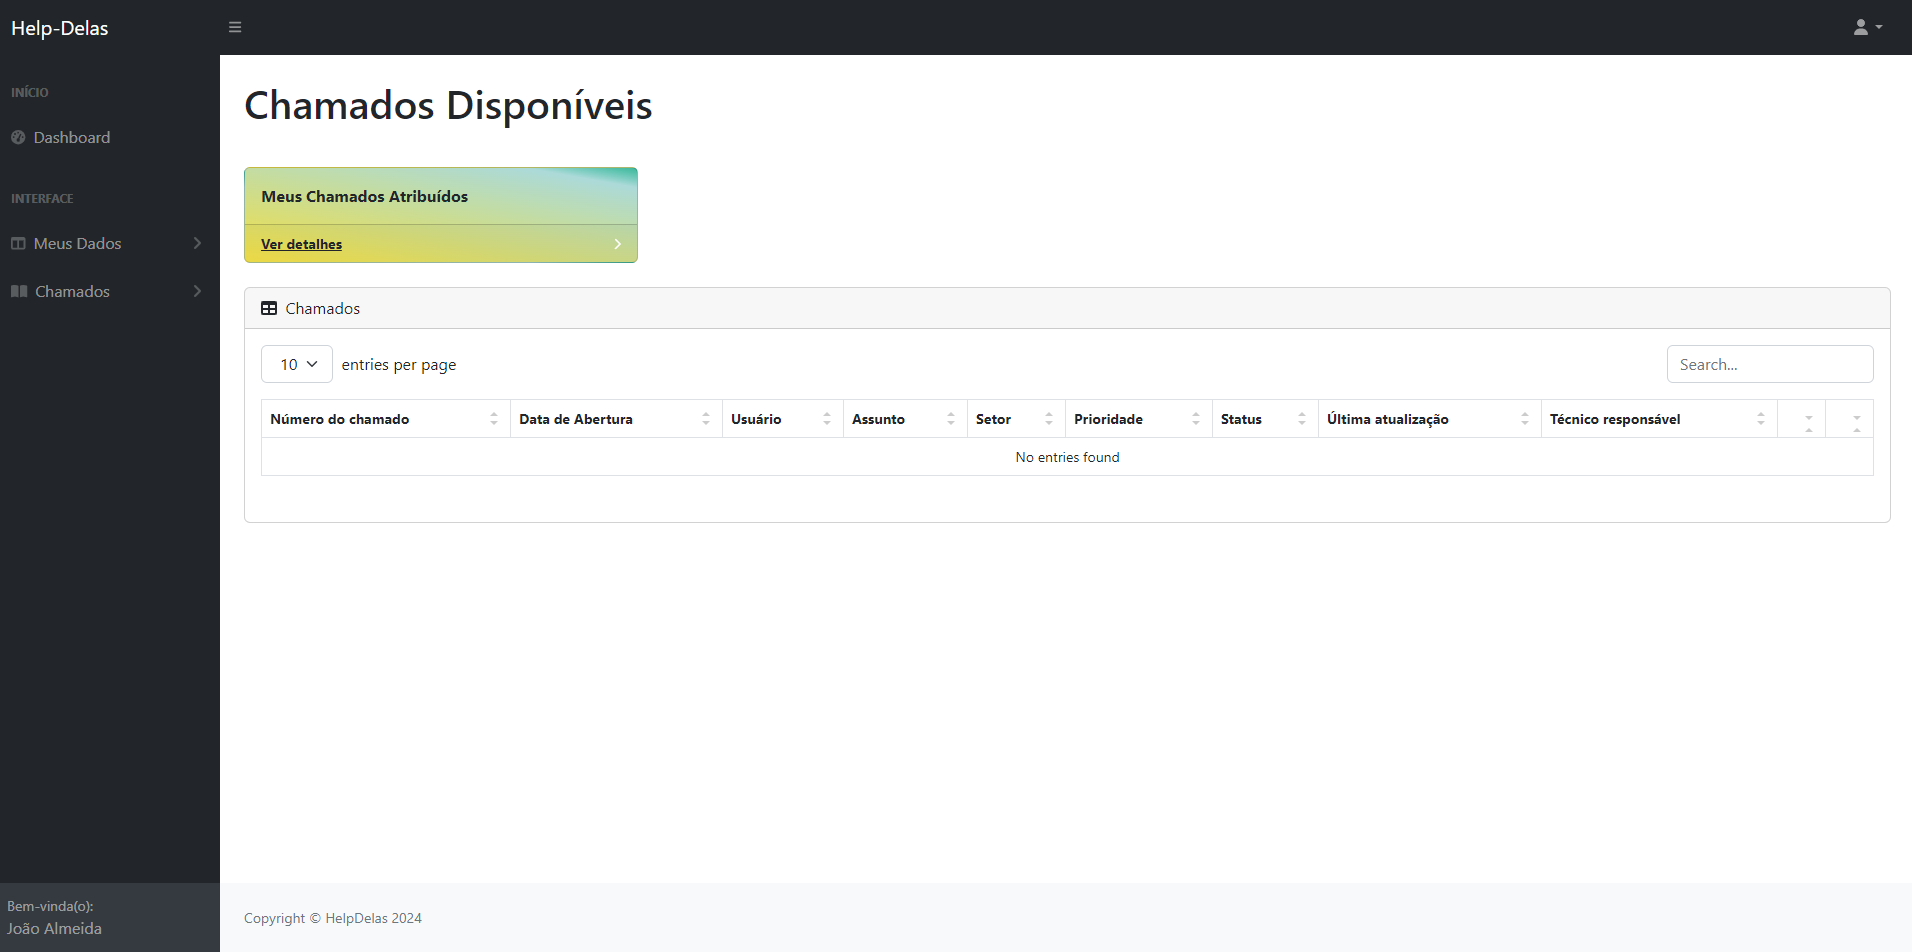 Help-Delas
INÍCIO
Dashboard
INTERFACE
Meus Dados
Chamados
Bem-vinda(o):
João Almeida
Chamados Disponíveis
Meus Chamados Atribuídos
Ver detalhes
Chamados
10 entries per page
Search...
Número do chamado Data de Abertura Usuário Assunto Setor Prioridade Status Última atualização Técnico responsável
No entries found
Copyright © HelpDelas 2024